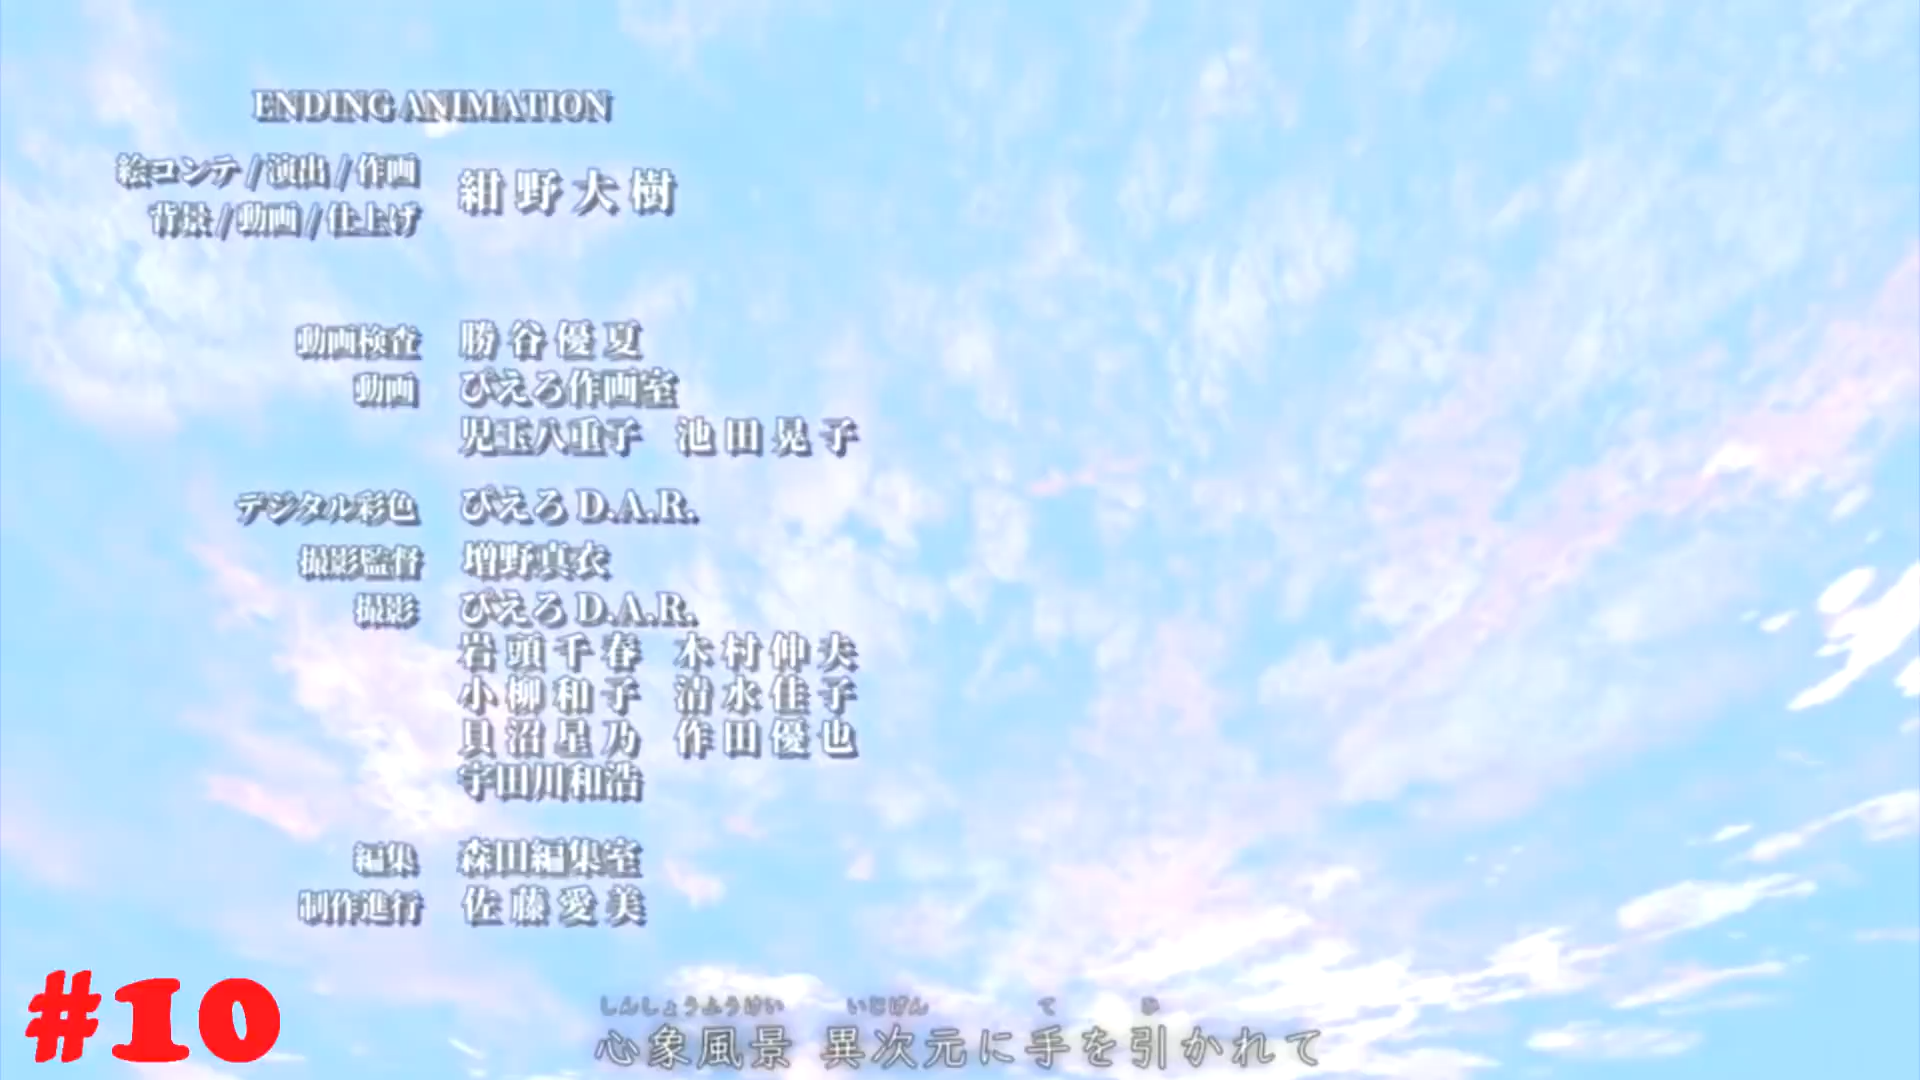 ENDING ANIMATION
絵コンテ / 演出 / 作画
背景 / 動画 / 仕上げ
紺野大樹
動画検査 勝谷優夏
動画 ぴえろ作画室
児玉八重子 池田晃子
デジタル彩色 ぴえろ D.A.R.
撮影監督 増野真衣
撮影 ぴえろ D.A.R.
岩頭千春 木村伸夫
小柳和子 清水佳子
貝沼星乃 作田優也
宇田川和浩
編集 森田編集室
制作進行 佐藤愛美
#10
しんしょうふうけい いじげん て ひ
心象風景 異次元に手を引かれて